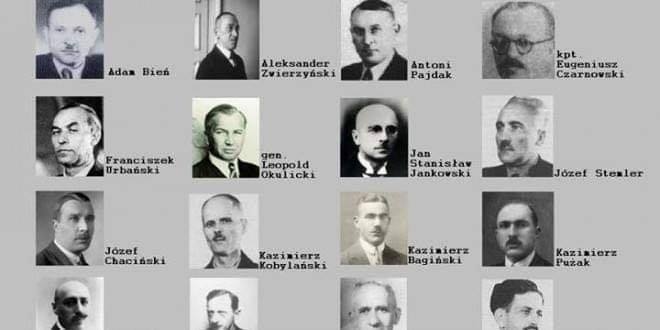 Adam Bień
Aleksander
Zwierzyński
Antoni
Pajdak
kpt.
Eugeniusz
Czarnowski
Franciszek
Urbański
gen.
Leopold
Okulicki
Jan
Stanisław
Jankowski
Józef Stemler
Józef
Chaciński
Kazimierz
Kobylański
Kazimierz
Bagiński
Kazimierz
Pużak